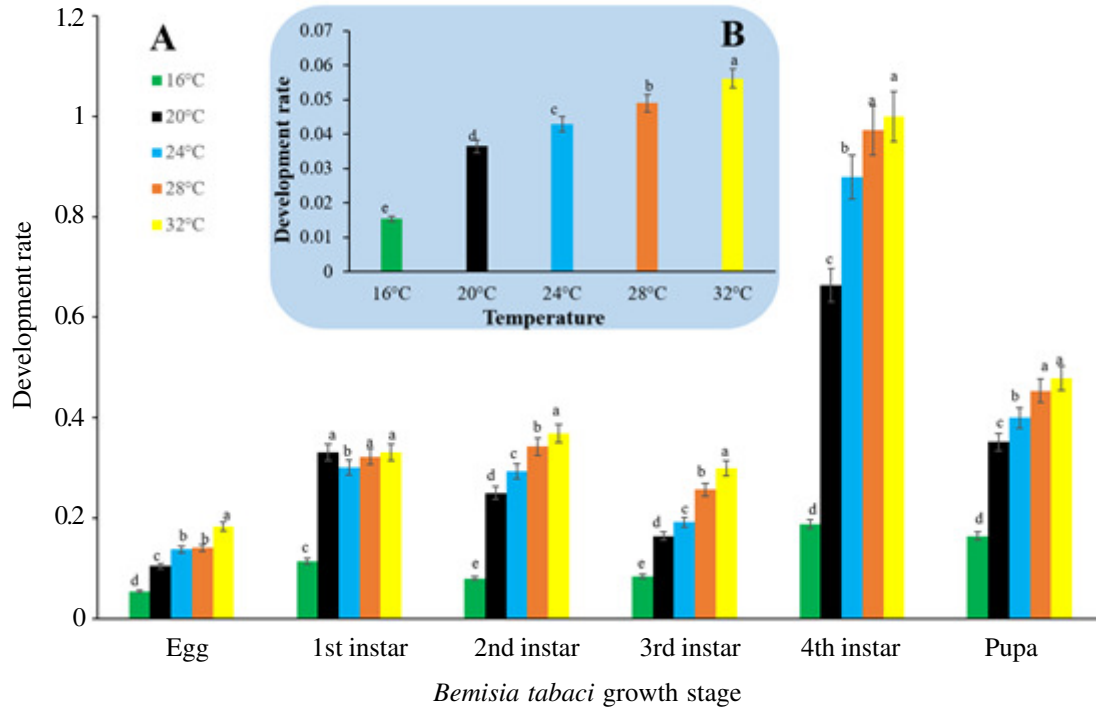 A
16°C
20°C
24°C
28°C
32°C
B
Development rate
0.07
0.06
0.05
0.04
0.03
0.02
0.01
0
e
d
c
b
a
16°C 20°C 24°C 28°C 32°C
Temperature
Development rate
1.2
1
0.8
0.6
0.4
0.2
0
d c b b a
d a b a a
e d c b a
e d c b a
d c b a a
d c b a a
Egg 1st instar 2nd instar 3rd instar 4th instar Pupa
Bemisia tabaci growth stage